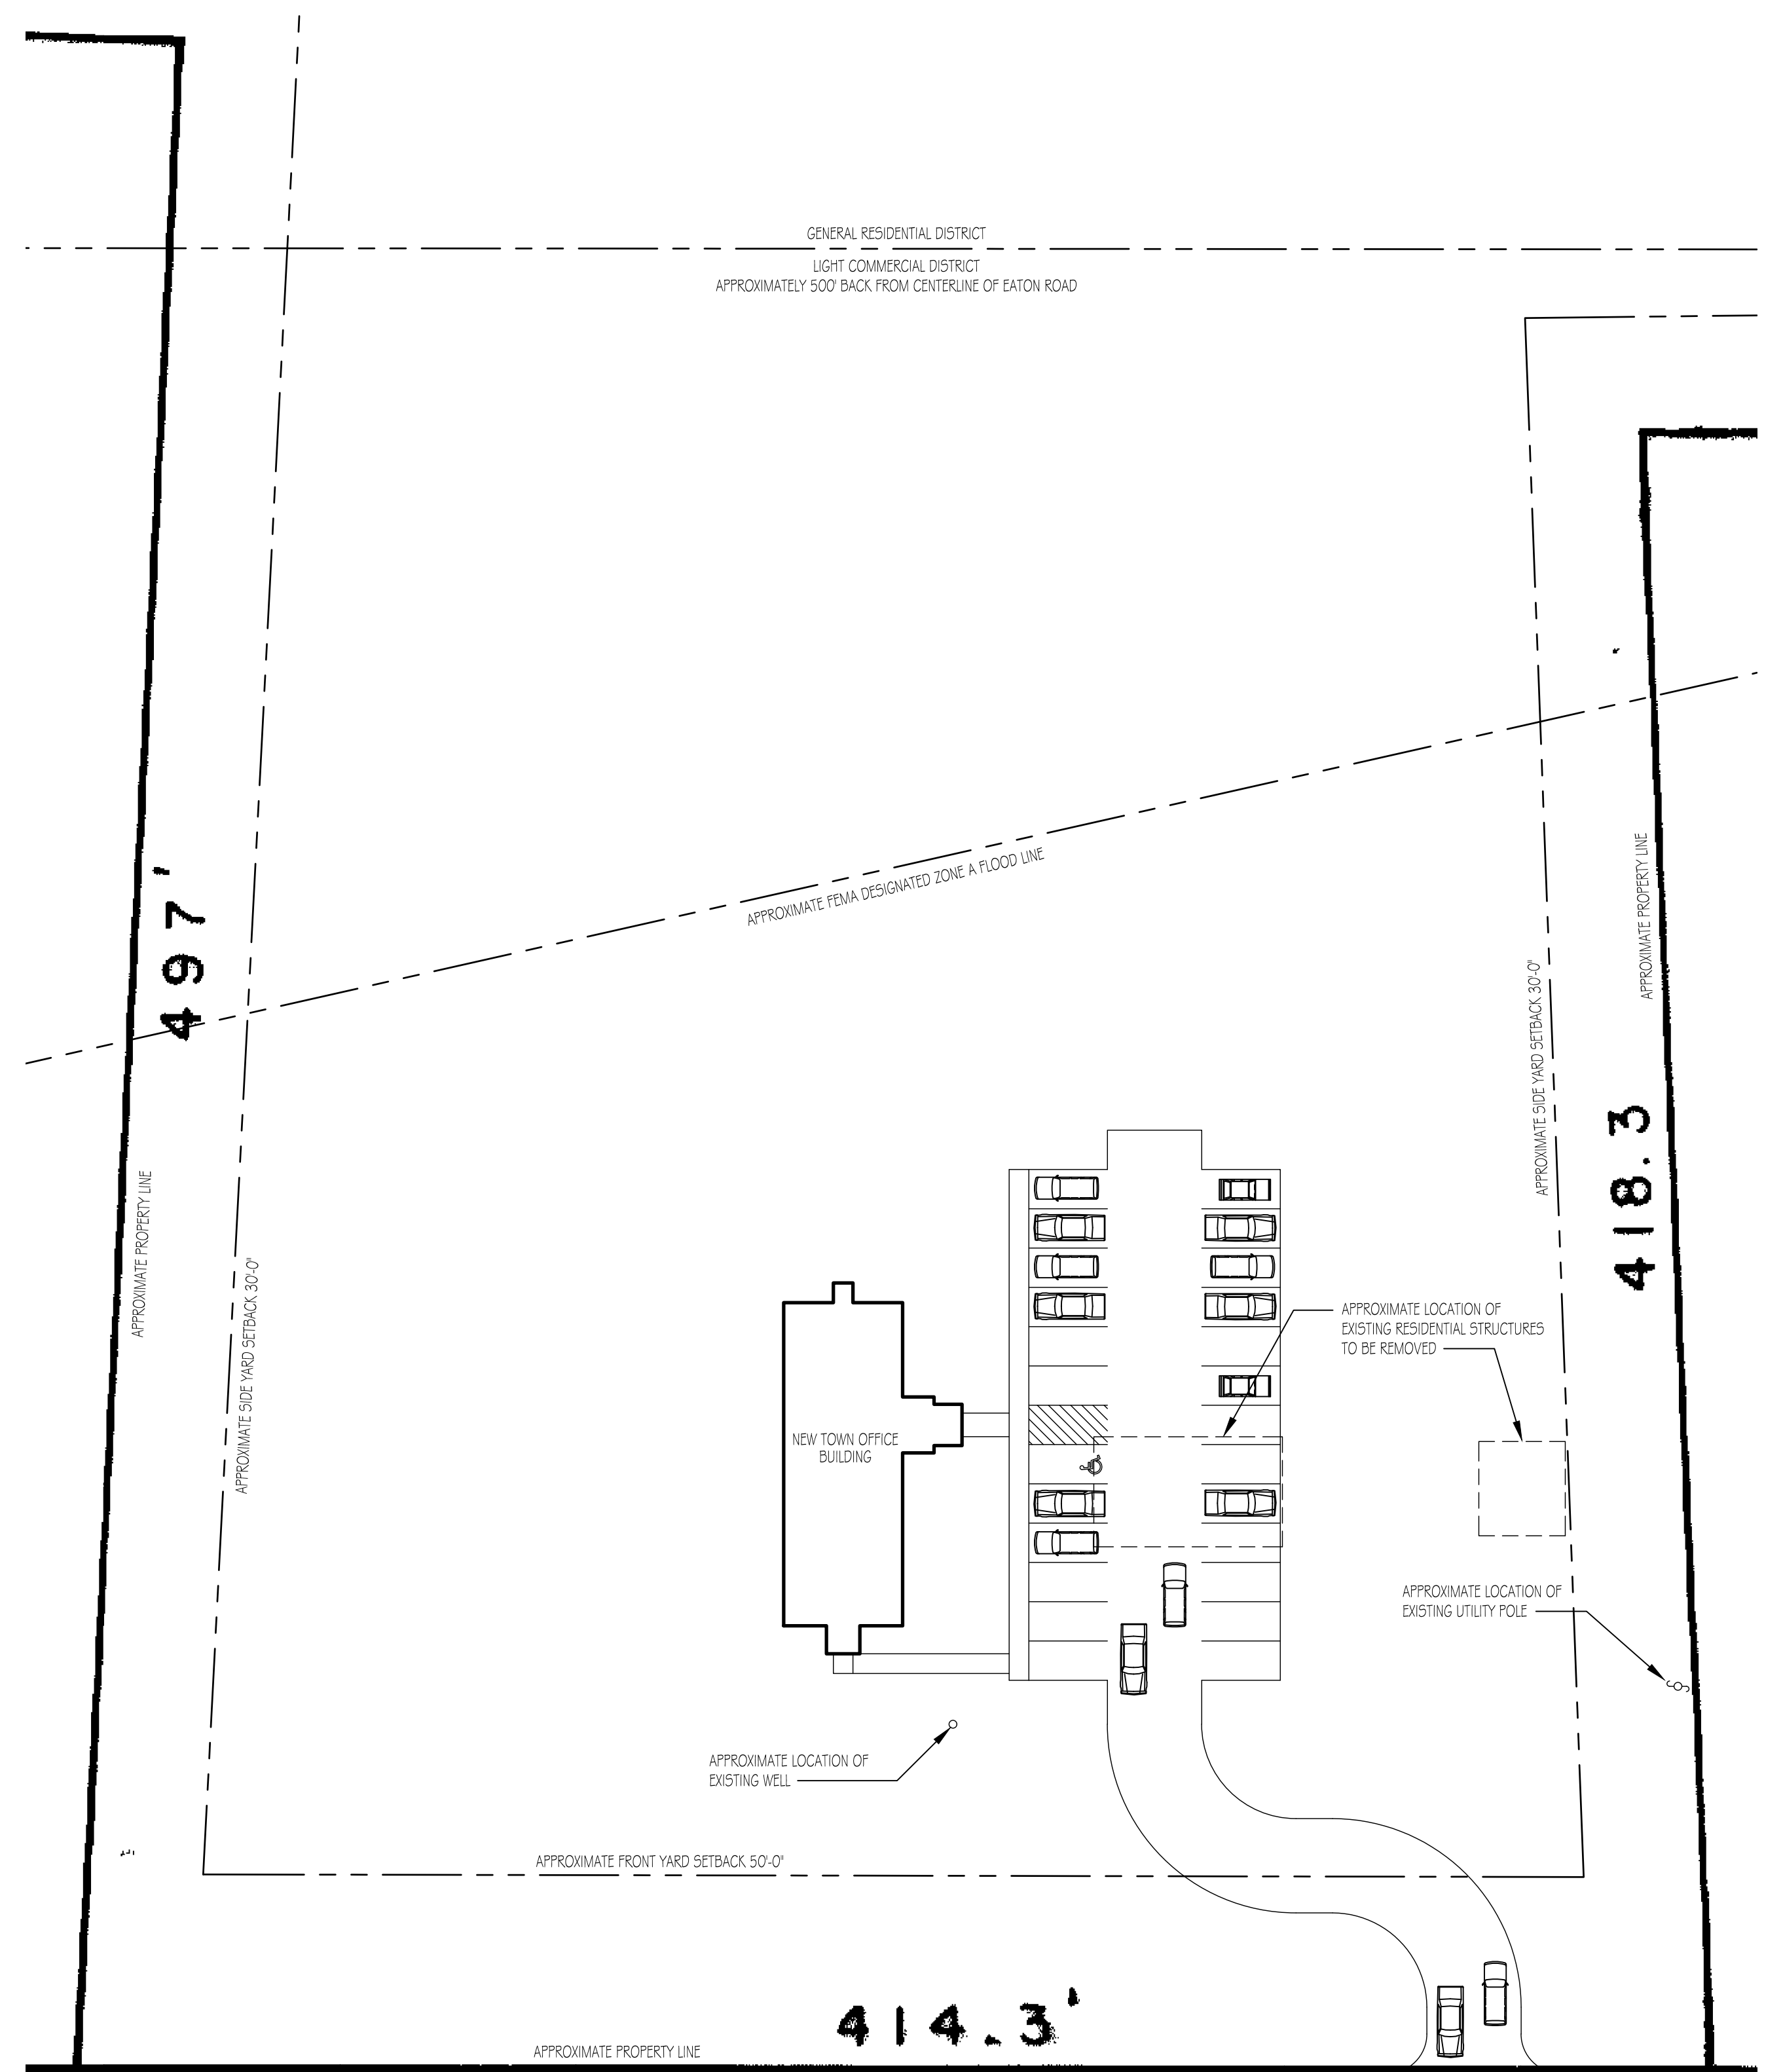 GENERAL RESIDENTIAL DISTRICT
LIGHT COMMERCIAL DISTRICT
APPROXIMATELY 500' BACK FROM CENTERLINE OF EATON ROAD
APPROXIMATE FEMA DESIGNATED ZONE A FLOOD LINE
497'
APPROXIMATE PROPERTY LINE
APPROXIMATE SIDE YARD SETBACK 30'-0"
APPROXIMATE PROPERTY LINE
APPROXIMATE SIDE YARD SETBACK 30'-0"
418.3
APPROXIMATE LOCATION OF
EXISTING RESIDENTIAL STRUCTURES
TO BE REMOVED
NEW TOWN OFFICE
BUILDING
APPROXIMATE LOCATION OF
EXISTING UTILITY POLE
APPROXIMATE LOCATION OF
EXISTING WELL
APPROXIMATE FRONT YARD SETBACK 50'-0"
414.3'
APPROXIMATE PROPERTY LINE